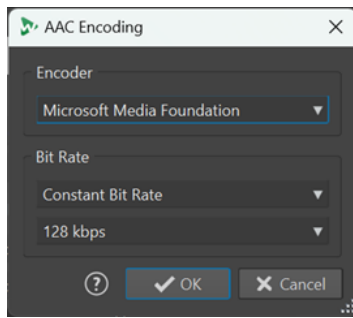 AAC Encoding
Encoder
Microsoft Media Foundation
Bit Rate
Constant Bit Rate
128 kbps
? OK Cancel